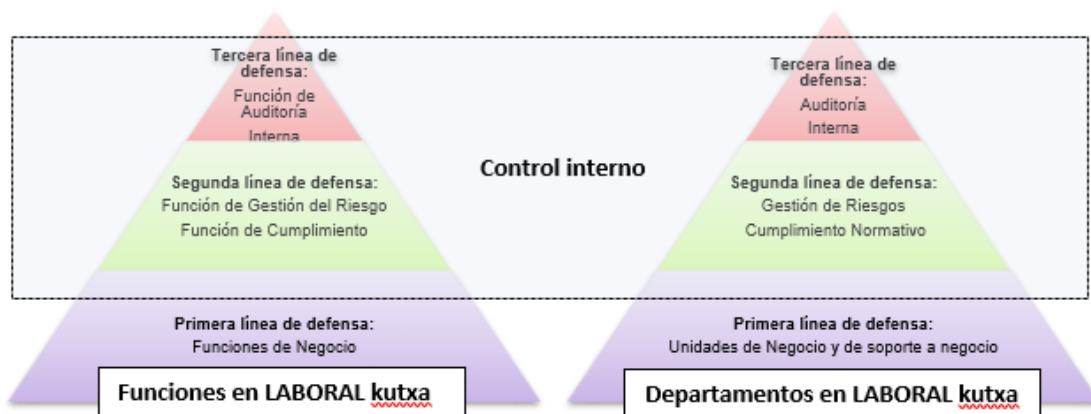 Tercera línea de
defensa:
Función de
Auditoría
Interna
Segunda línea de defensa:
Función de Gestión del Riesgo
Función de Cumplimiento
Primera línea de defensa:
Funciones de Negocio
Funciones en LABORAL kutxa
Control interno
Tercera línea de
defensa:
Auditoría
Interna
Segunda línea de defensa:
Gestión de Riesgos
Cumplimiento Normativo
Primera línea de defensa:
Unidades de Negocio y de soporte a negocio
Departamentos en LABORAL kutxa